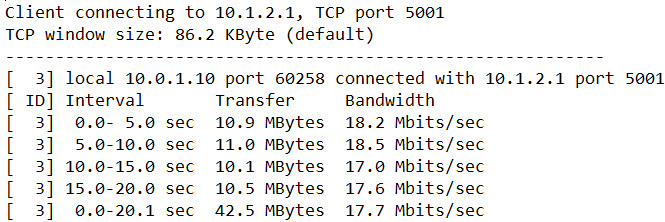 Client connecting to 10.1.2.1, TCP port 5001
TCP window size: 86.2 KByte (default)
------------------------------------------------------------
[  3] local 10.0.1.10 port 60258 connected with 10.1.2.1 port 5001
[ ID] Interval       Transfer     Bandwidth
[  3]  0.0- 5.0 sec  10.9 MBytes  18.2 Mbits/sec
[  3]  5.0-10.0 sec  11.0 MBytes  18.5 Mbits/sec
[  3] 10.0-15.0 sec  10.1 MBytes  17.0 Mbits/sec
[  3] 15.0-20.0 sec  10.5 MBytes  17.6 Mbits/sec
[  3]  0.0-20.1 sec  42.5 MBytes  17.7 Mbits/sec